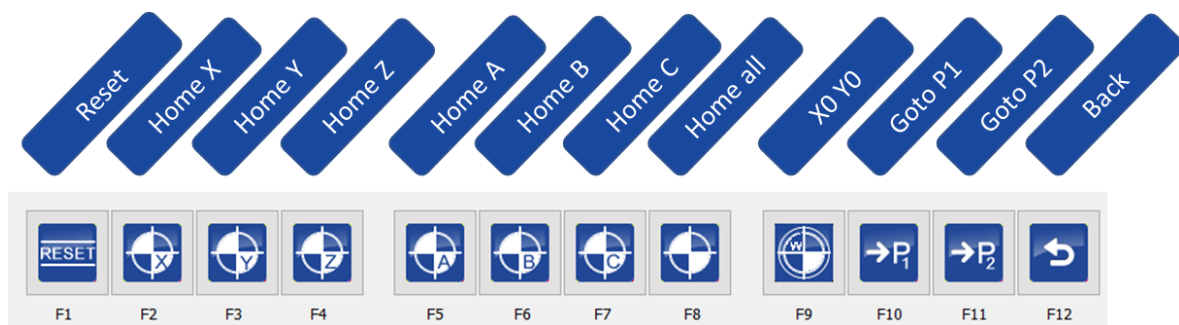 Reset
Home X
Home Y
Home Z
Home A
Home B
Home C
Home all
X0 Y0
Goto P1
Goto P2
Back
RESET
X
Y
Z
A
B
C
W
P1
P2
F1
F2
F3
F4
F5
F6
F7
F8
F9
F10
F11
F12